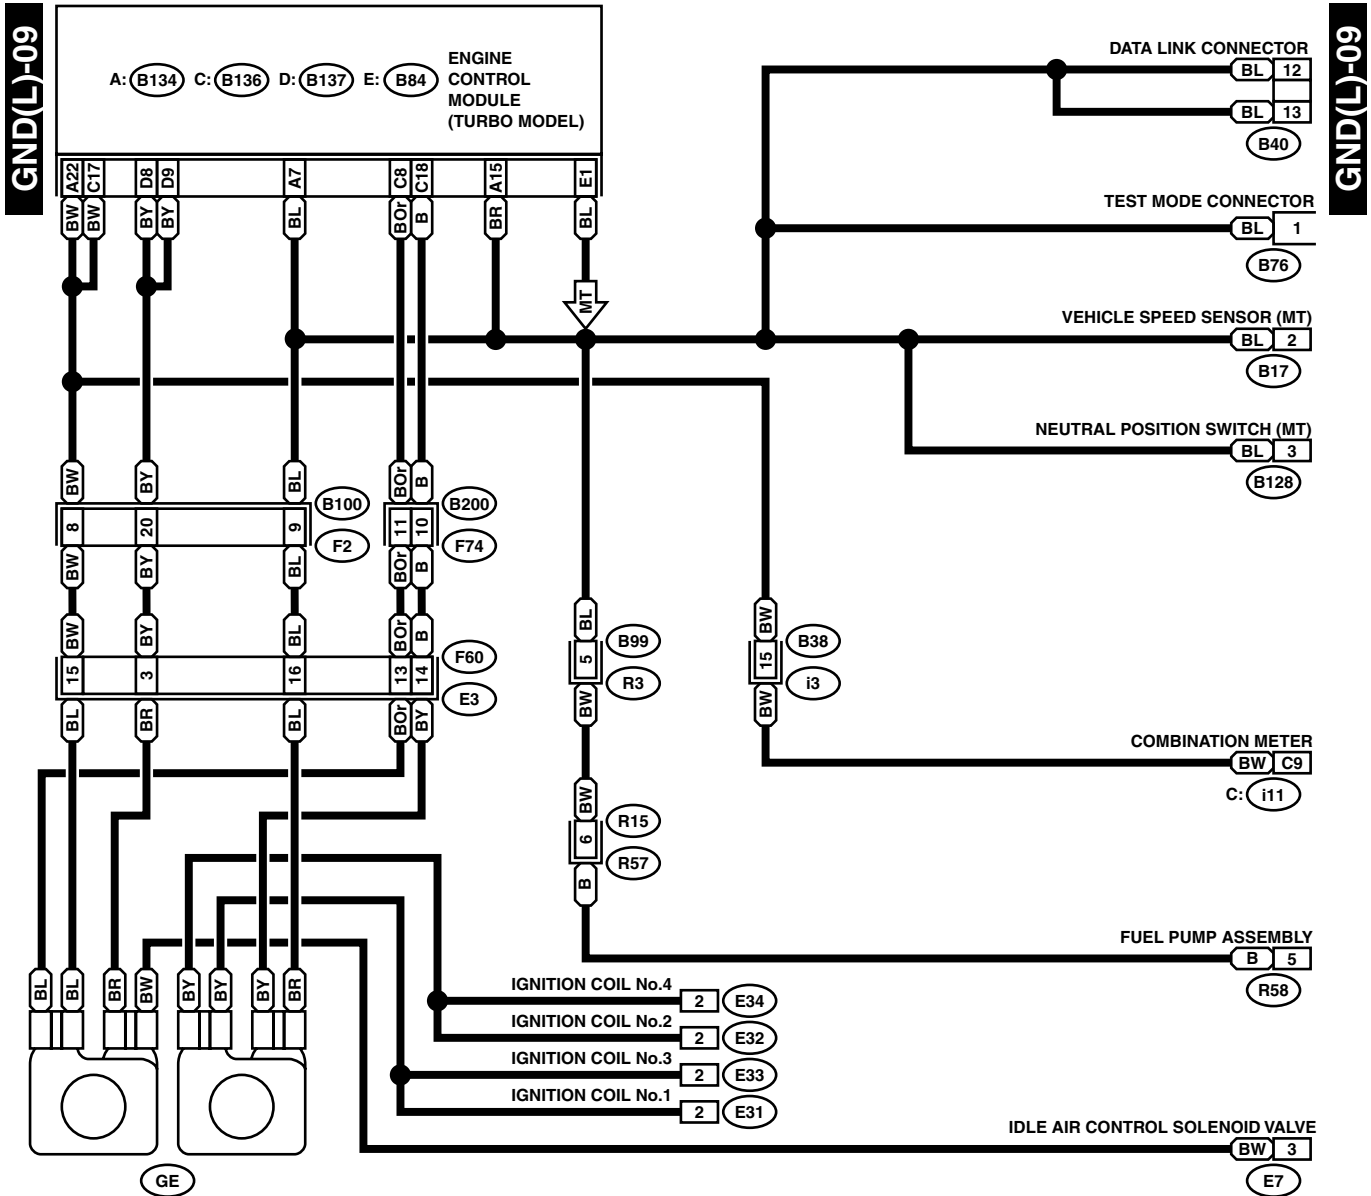 GND(L)-09
GND(L)-09
A: B134 C: B136 D: B137 E: B84
ENGINE
CONTROL
MODULE
(TURBO MODEL)
A22 C17 D8 D9 A7 C8 C18 A15 E1
BW BW BY BY BL BOr B BR BL
MT
DATA LINK CONNECTOR
BL 12
BL 13
B40
TEST MODE CONNECTOR
BL 1
B76
VEHICLE SPEED SENSOR (MT)
BL 2
B17
NEUTRAL POSITION SWITCH (MT)
BL 3
B128
BW BY BL BOr B
8 20 9 B100 11 10 B200
F2 F74
BW BY BL BOr B
BW BY BL BOr B
15 3 16 13 14 F60
E3
BL BR BL BOr BY
BL
5 B99
R3
BW
BW
15 B38
i3
BW
COMBINATION METER
BW C9
C: i11
BW
6 R15
R57
B
FUEL PUMP ASSEMBLY
B 5
R58
BL BL BR BW BY BY BY BR
IGNITION COIL No.4
2 E34
IGNITION COIL No.2
2 E32
IGNITION COIL No.3
2 E33
IGNITION COIL No.1
2 E31
IDLE AIR CONTROL SOLENOID VALVE
BW 3
E7
GE